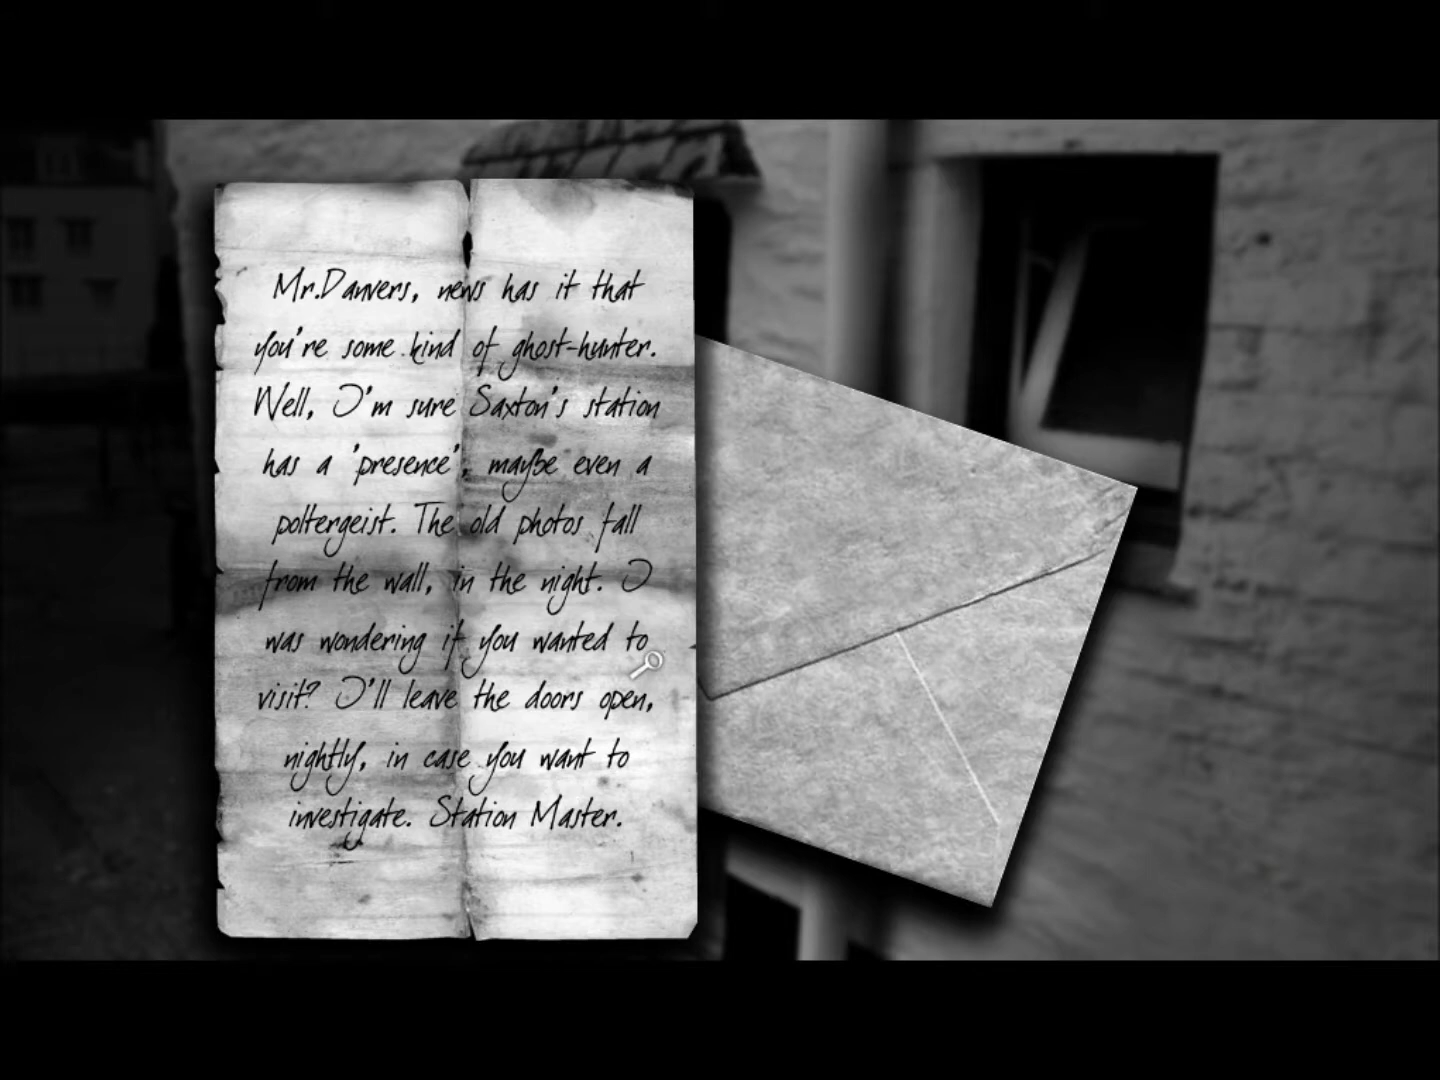 Mr.Danvers, news has it that
you're some kind of ghost-hunter.
Well, I'm sure Saxton's station
has a 'presence', maybe even a
poltergeist. The old photos fall
from the wall, in the night. I
was wondering if you wanted to
visit? I'll leave the doors open,
nightly, in case you want to
investigate. Station Master.